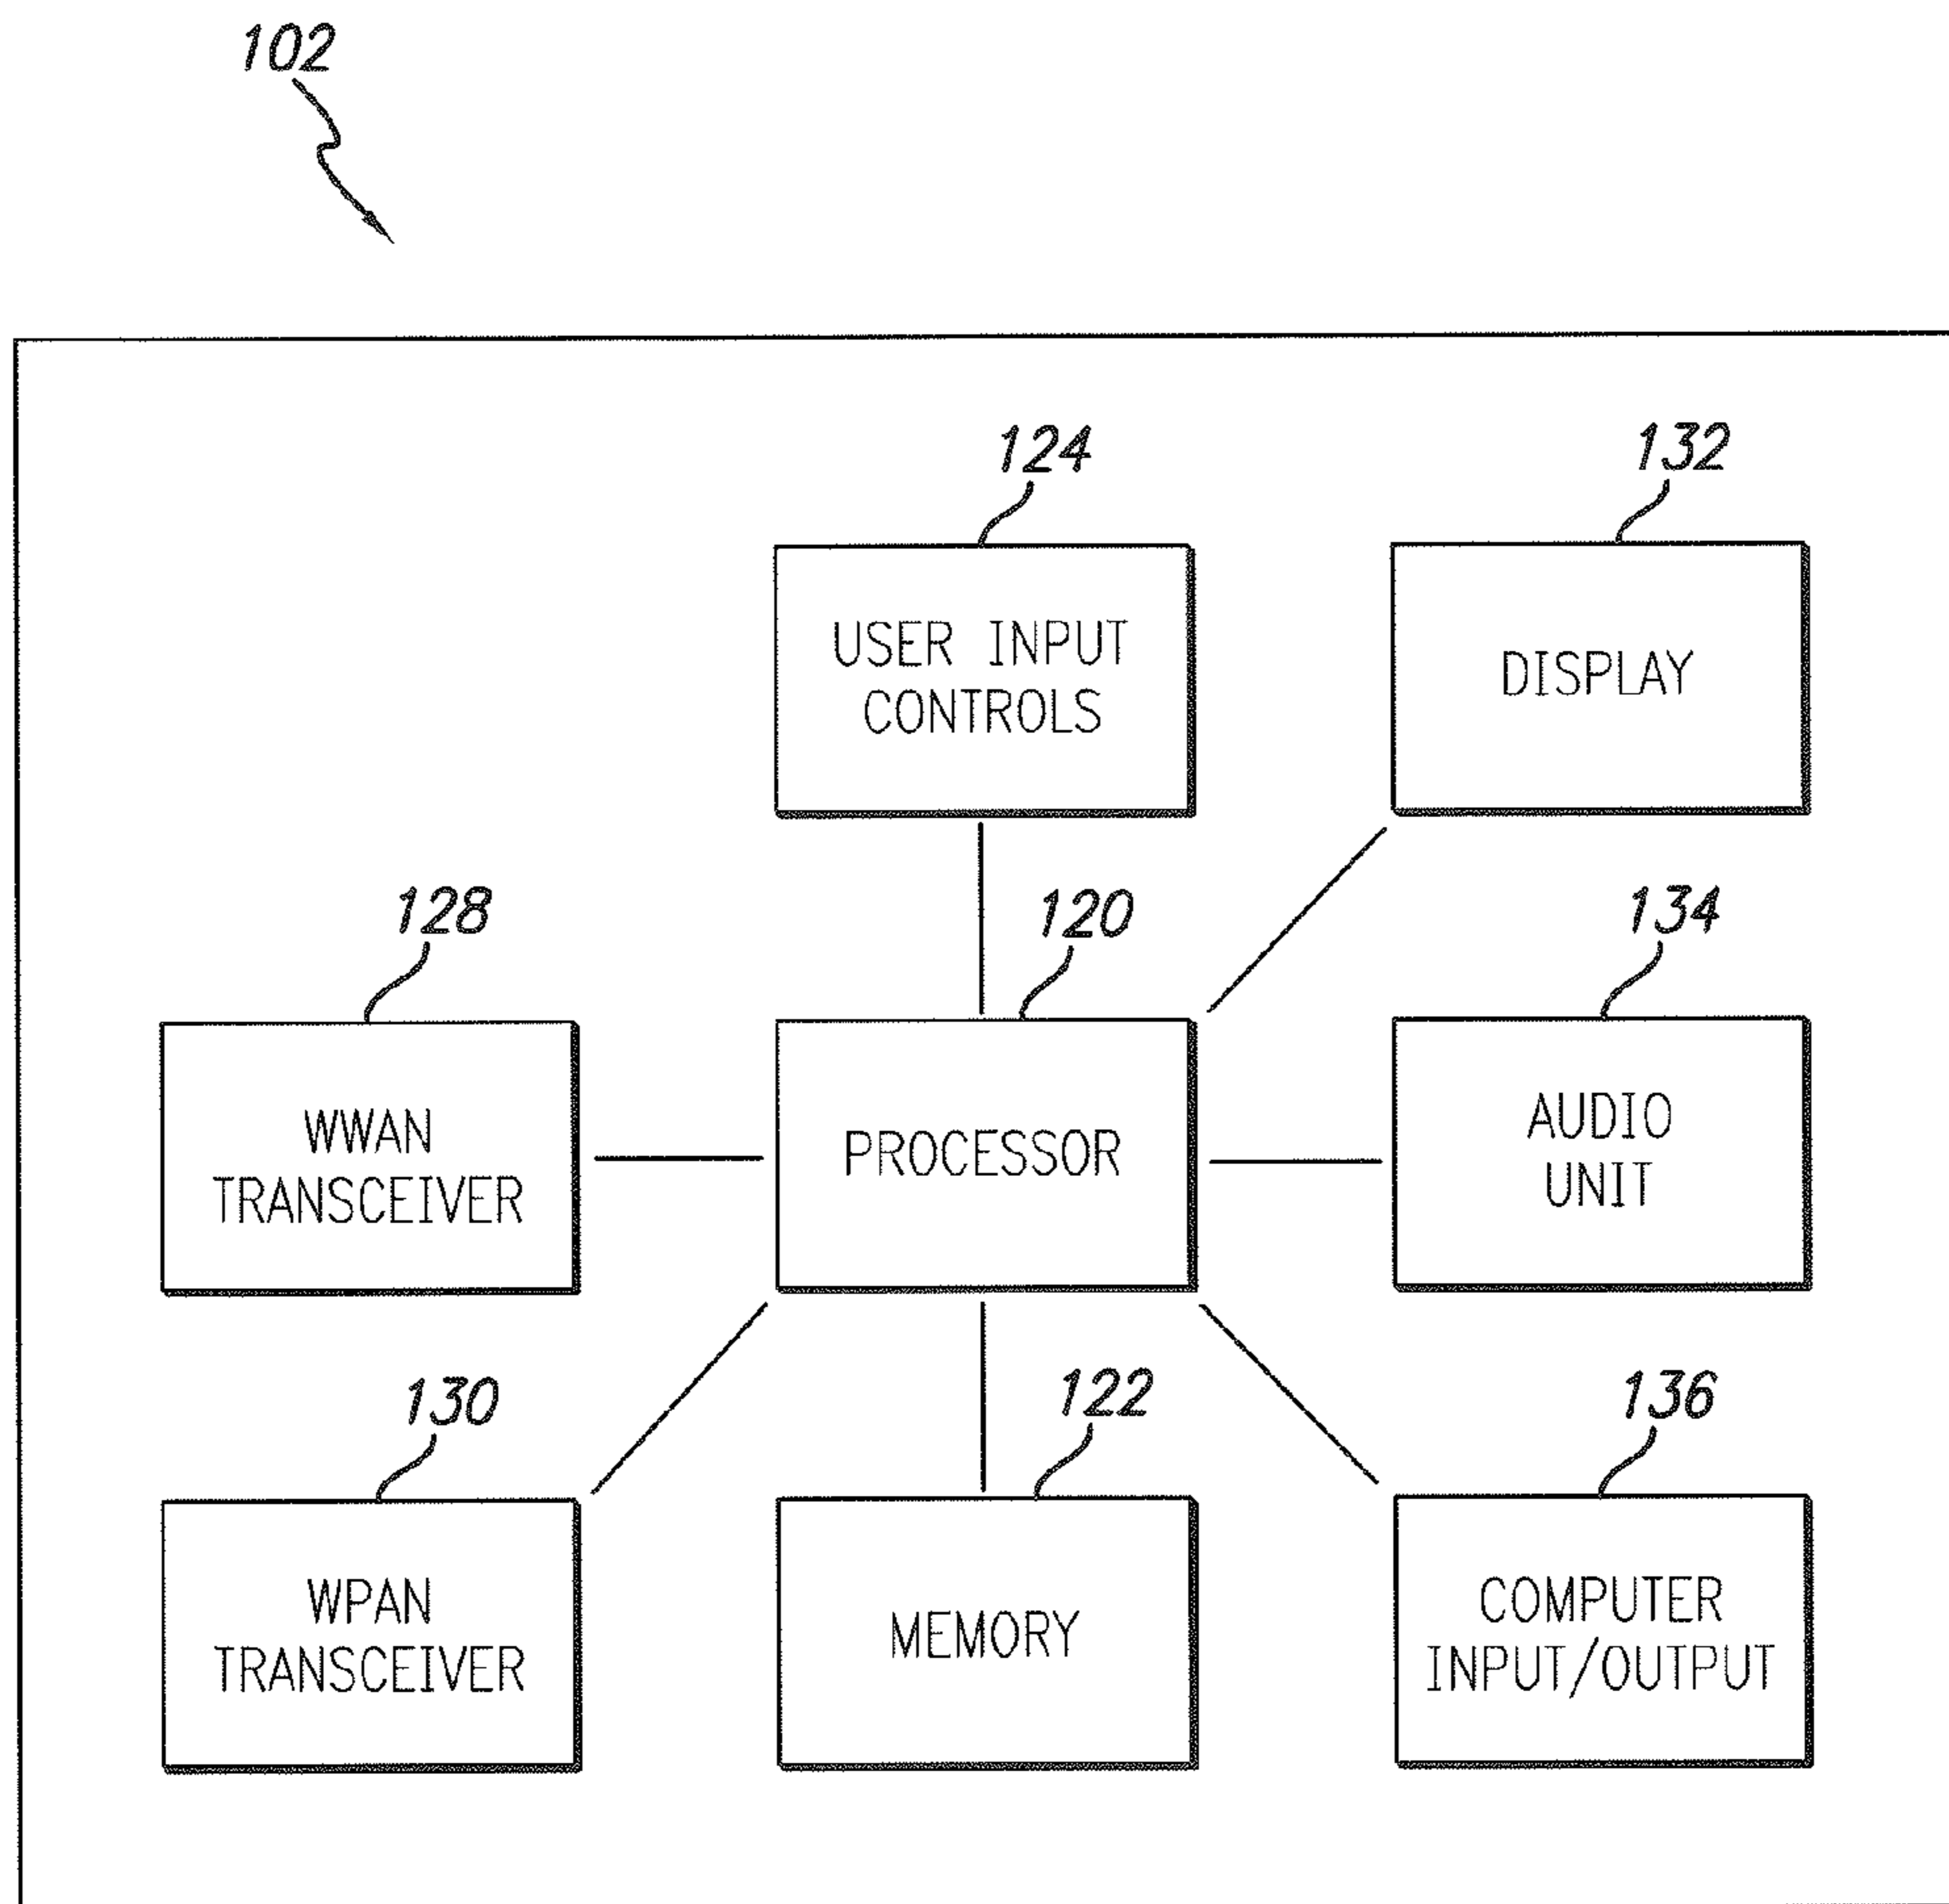 102
124
132
USER INPUT
CONTROLS
DISPLAY
128
120
134
WWAN
TRANSCEIVER
PROCESSOR
AUDIO
UNIT
130
122
136
WPAN
TRANSCEIVER
MEMORY
COMPUTER
INPUT/OUTPUT